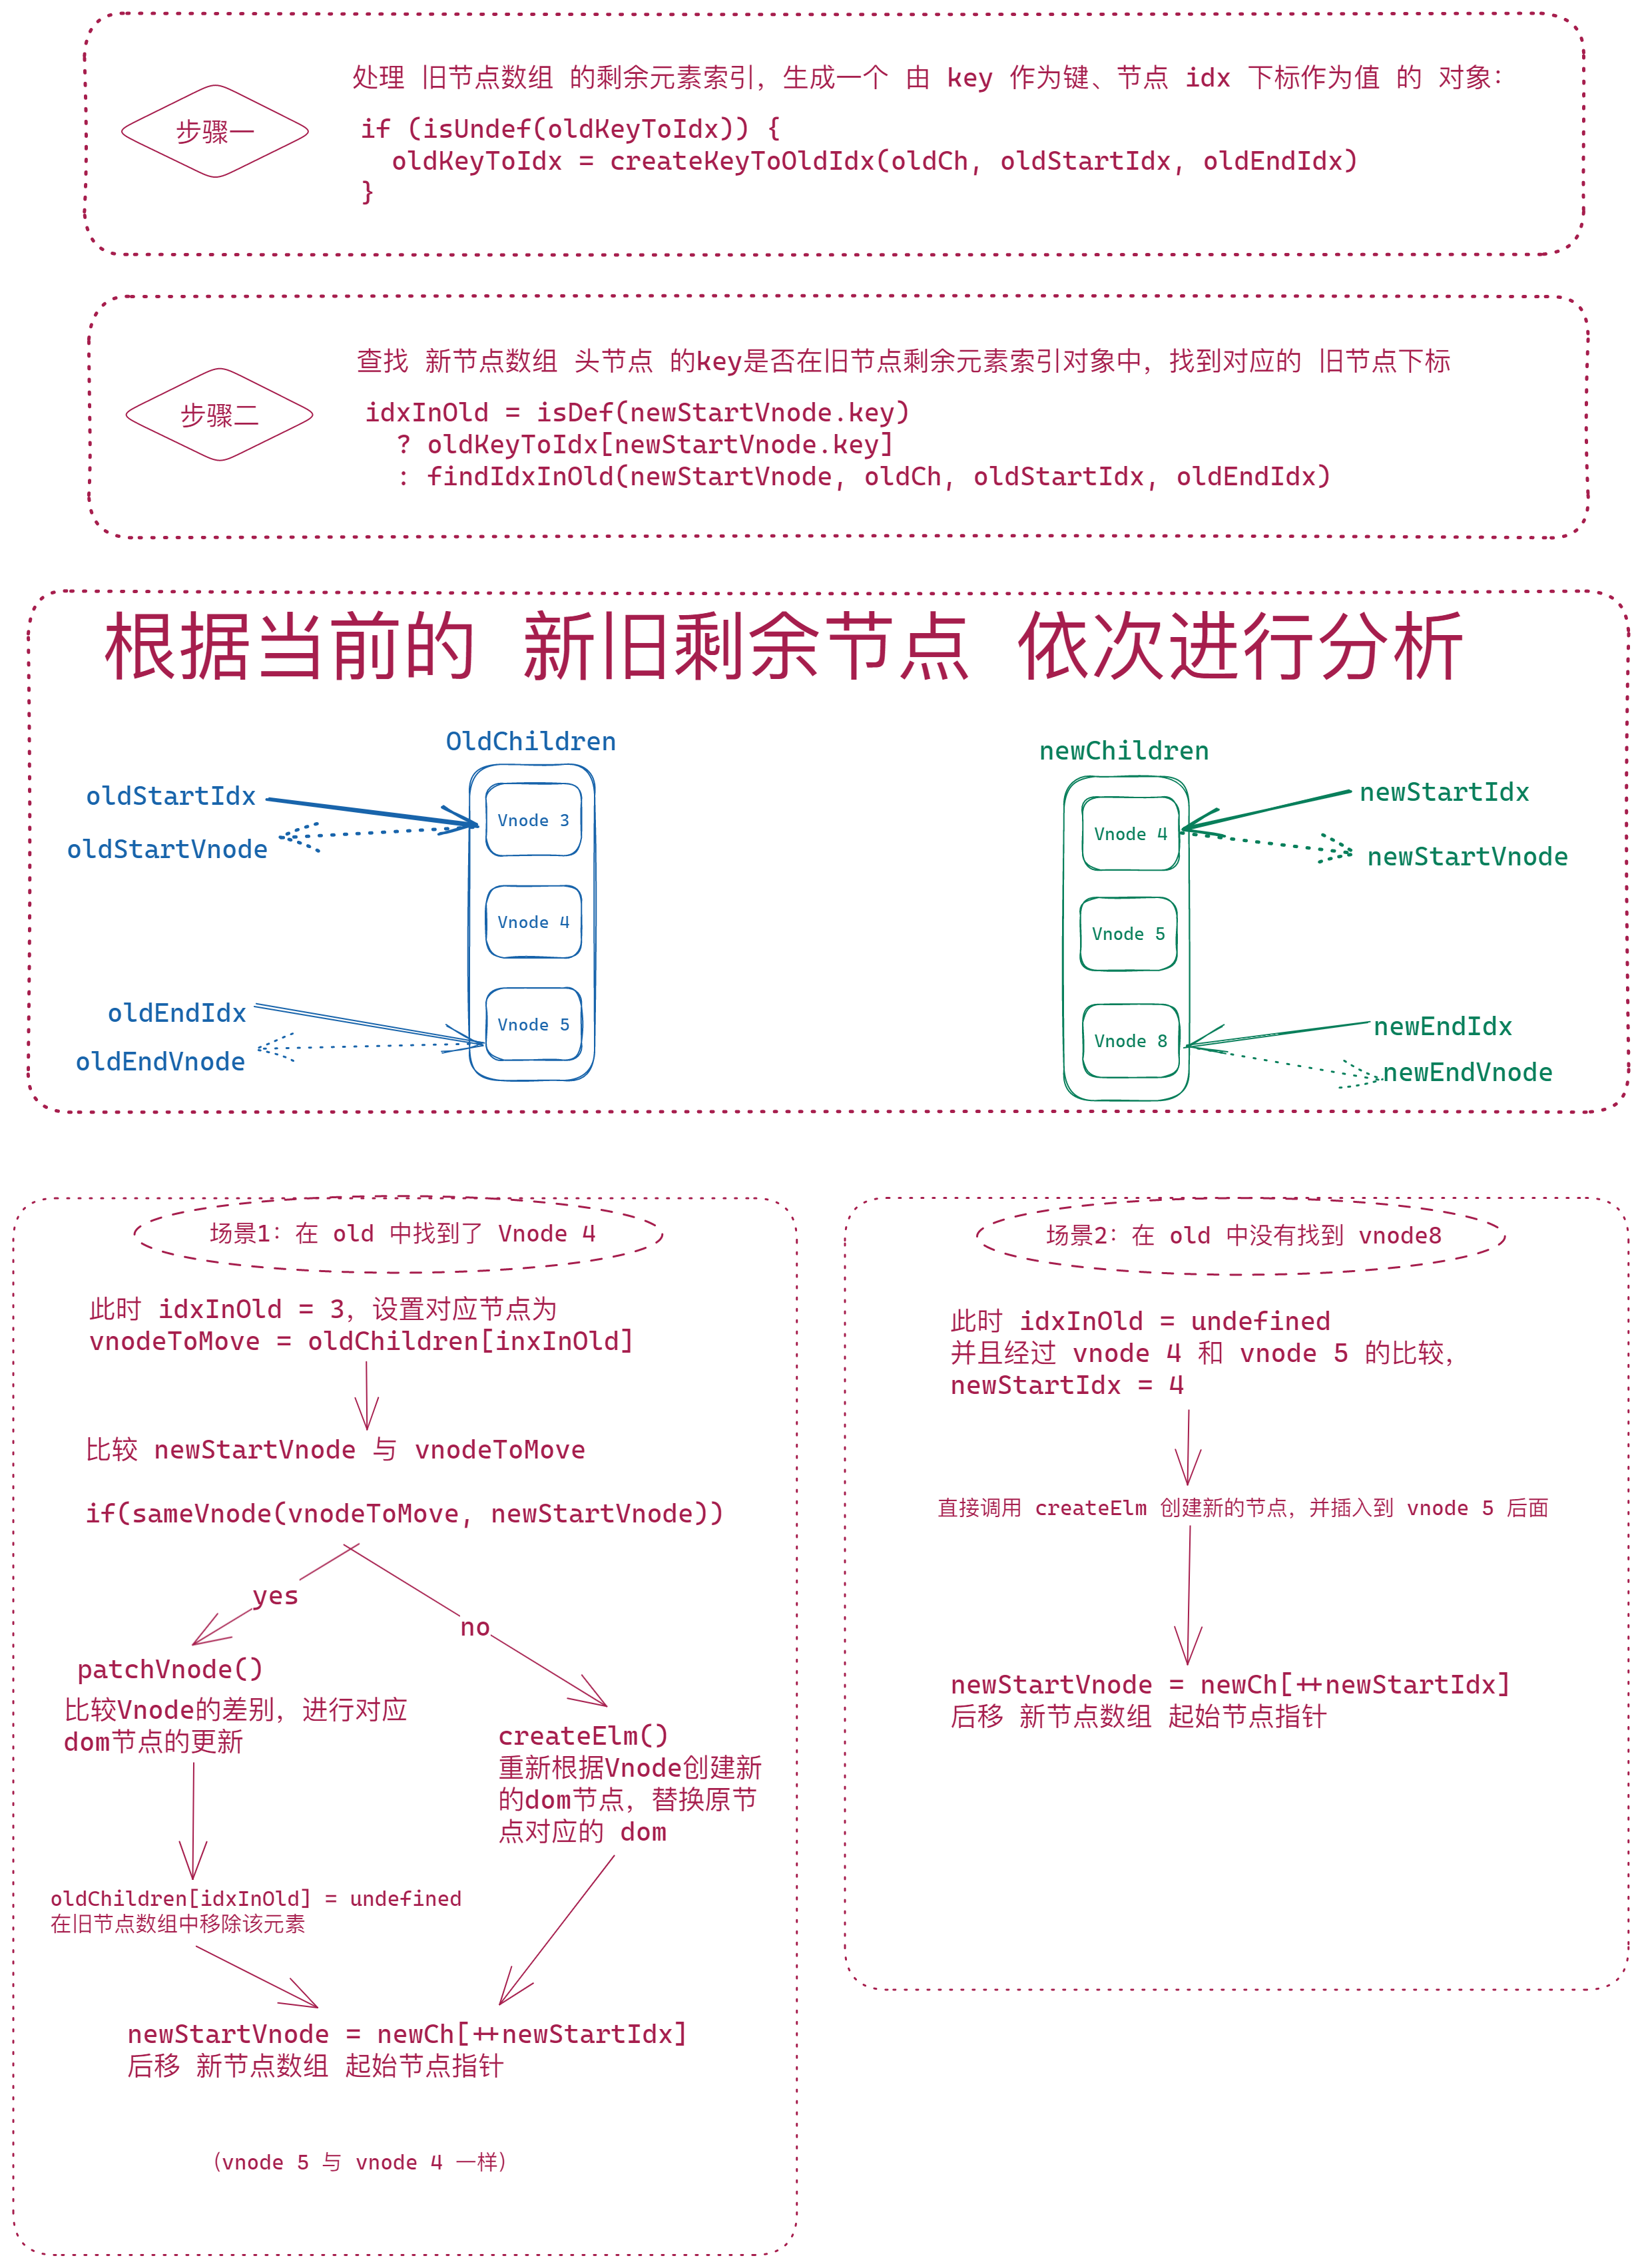 步骤一
处理 旧节点数组 的剩余元素索引，生成一个 由 key 作为键、节点 idx 下标作为值 的 对象：
if (isUndef(oldKeyToIdx)) {
oldKeyToIdx = createKeyToOldIdx(oldCh, oldStartIdx, oldEndIdx)
}
步骤二
查找 新节点数组 头节点 的key是否在旧节点剩余元素索引对象中，找到对应的 旧节点下标
idxInOld = isDef(newStartVnode.key)
? oldKeyToIdx[newStartVnode.key]
: findIdxInOld(newStartVnode, oldCh, oldStartIdx, oldEndIdx)
根据当前的 新旧剩余节点 依次进行分析
OldChildren
oldStartIdx
oldStartVnode
Vnode 3
Vnode 4
oldEndIdx
oldEndVnode
Vnode 5
newChildren
newStartIdx
newStartVnode
Vnode 4
Vnode 5
newEndIdx
newEndVnode
Vnode 8
场景1：在 old 中找到了 Vnode 4
此时 idxInOld = 3，设置对应节点为
vnodeToMove = oldChildren[inxInOld]
比较 newStartVnode 与 vnodeToMove
if(sameVnode(vnodeToMove, newStartVnode))
yes
no
patchVnode()
比较Vnode的差别，进行对应
dom节点的更新
createElm()
重新根据Vnode创建新
的dom节点，替换原节
点对应的 dom
oldChildren[idxInOld] = undefined
在旧节点数组中移除该元素
newStartVnode = newCh[++newStartIdx]
后移 新节点数组 起始节点指针
（vnode 5 与 vnode 4 一样）
场景2：在 old 中没有找到 vnode8
此时 idxInOld = undefined
并且经过 vnode 4 和 vnode 5 的比较，
newStartIdx = 4
直接调用 createElm 创建新的节点，并插入到 vnode 5 后面
newStartVnode = newCh[++newStartIdx]
后移 新节点数组 起始节点指针